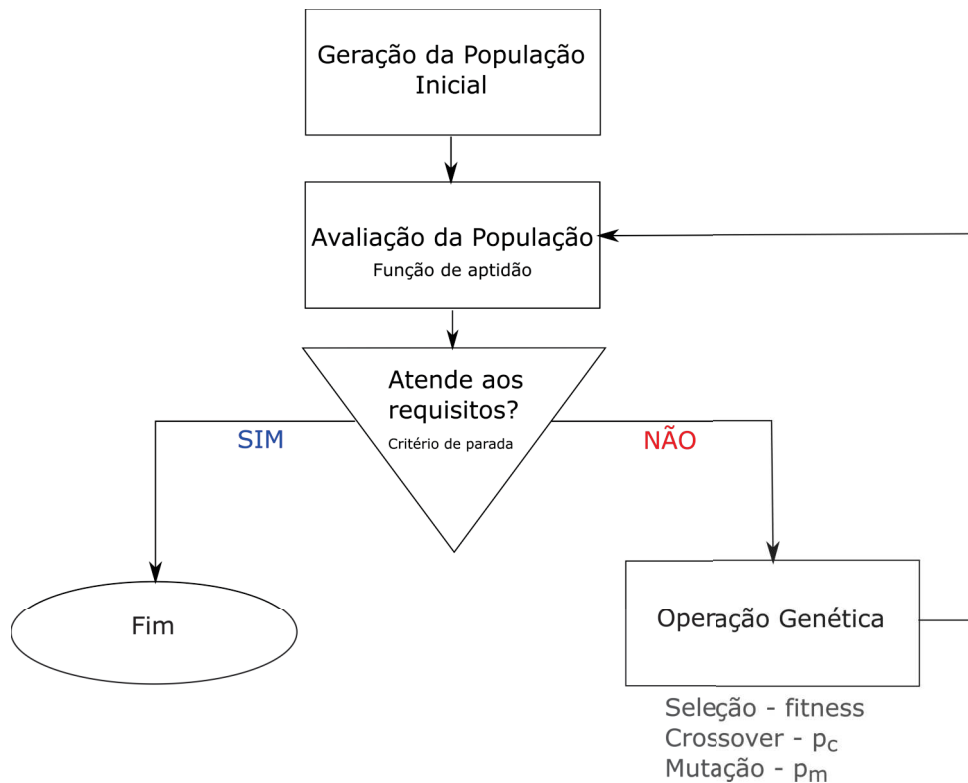 Geração da População
Inicial
Avaliação da População
Função de aptidão
Atende aos
requisitos?
Critério de parada
SIM
NÃO
Fim
Operação Genética
Seleção - fitness
Crossover - pc
Mutação - pm